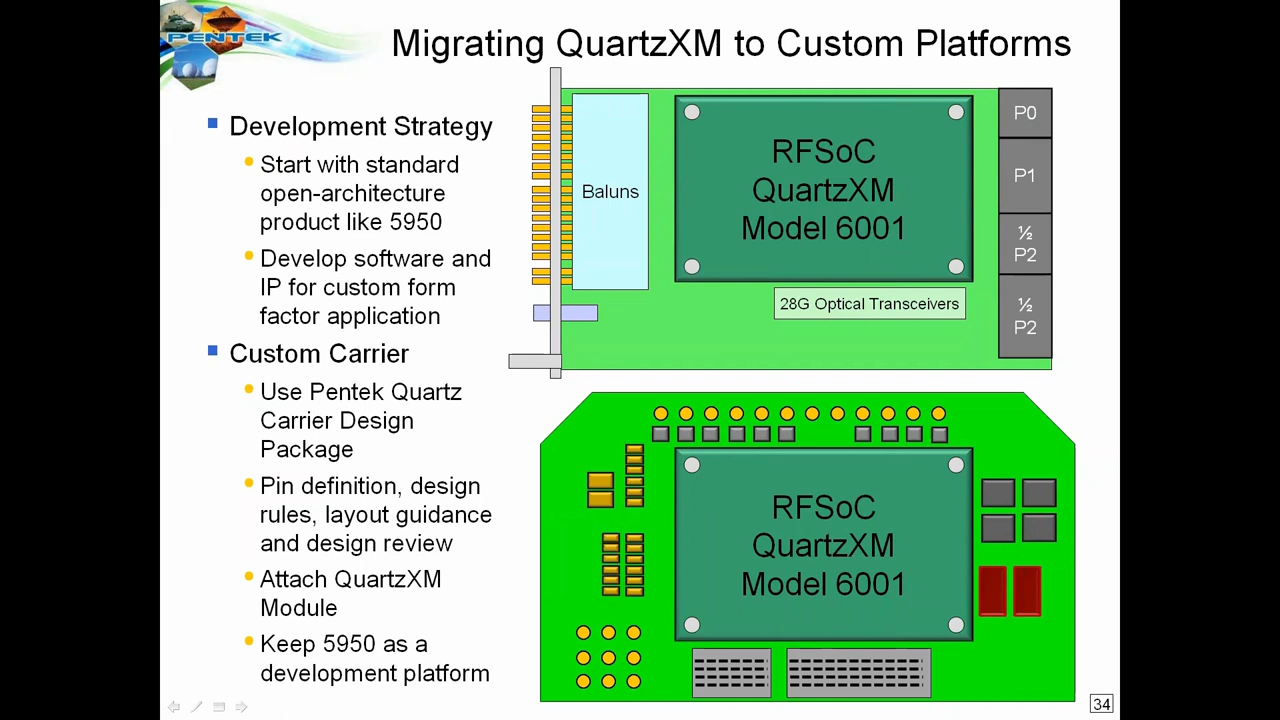 PENTEK
Migrating QuartzXM to Custom Platforms
Development Strategy
Start with standard
open-architecture
product like 5950
Develop software and
IP for custom form
factor application
Custom Carrier
Use Pentek Quartz
Carrier Design
Package
Pin definition, design
rules, layout guidance
and design review
Attach QuartzXM
Module
Keep 5950 as a
development platform
Baluns
RFSoC
QuartzXM
Model 6001
28G Optical Transceivers
P0
P1
½
P2
½
P2
RFSoC
QuartzXM
Model 6001
34